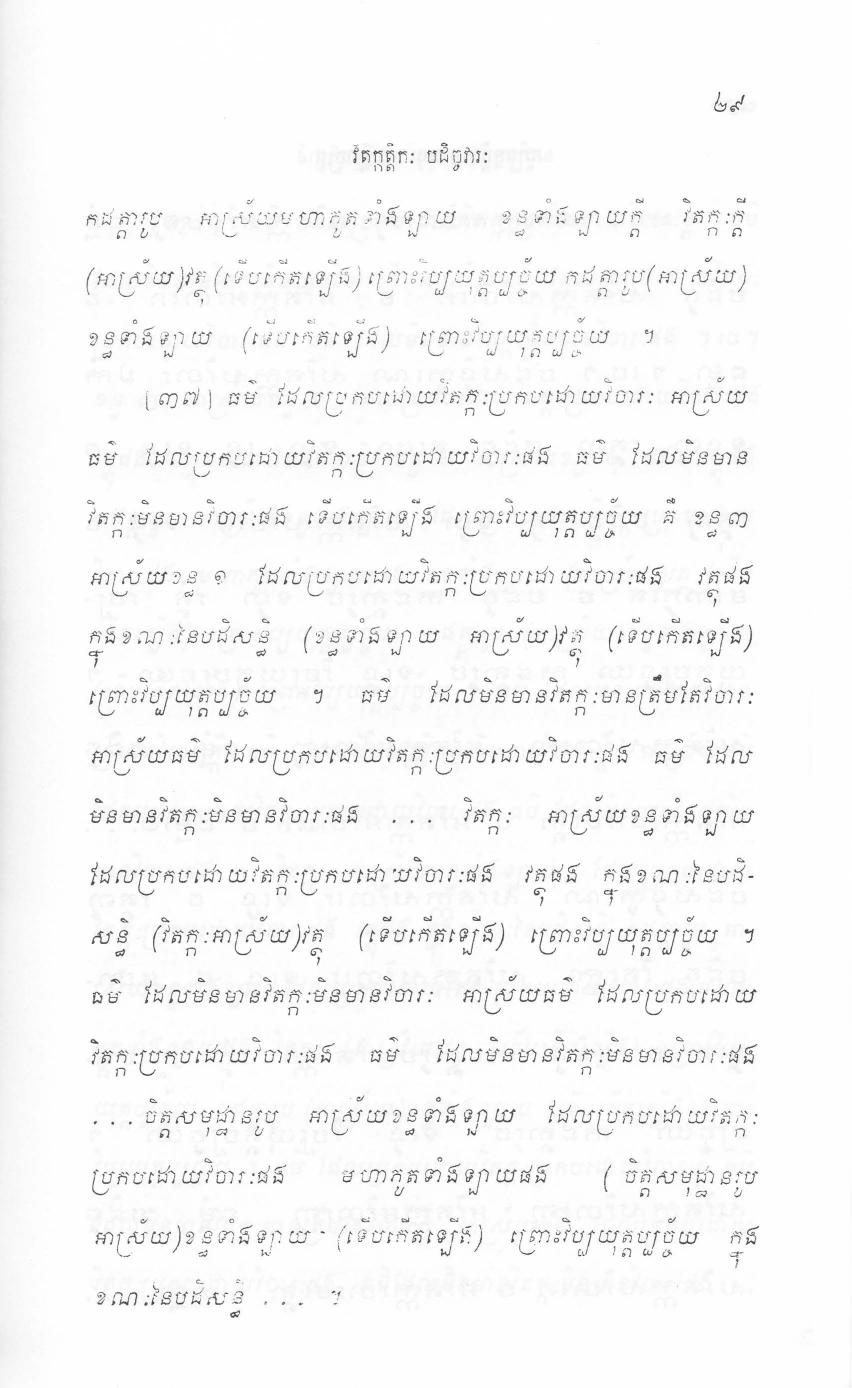 ២៩
វិតក្កត្តិកៈ បដិច្ចវារៈ
កដត្តារូប អាស្រ័យមហាភូតទាំងឡាយ ខន្ធទាំងឡាយក្តី វិតក្កៈក្តី
(អាស្រ័យ)វត្ថុ (ទើបកើតឡើង) ព្រោះវិប្បយុត្តប្បច្ច័យ កដត្តារូប(អាស្រ័យ)
ខន្ធទាំងឡាយ (ទើបកើតឡើង) ព្រោះវិប្បយុត្តប្បច្ច័យ ។
[៣៧] ធម៌ ដែលប្រកបដោយវិតក្កៈប្រកបដោយវិចារៈ អាស្រ័យ
ធម៌ ដែលប្រកបដោយវិតក្កៈប្រកបដោយវិចារៈផង ធម៌ ដែលមិនមាន
វិតក្កៈមិនមានវិចារៈផង ទើបកើតឡើង ព្រោះវិប្បយុត្តប្បច្ច័យ គឺ ខន្ធ៣
អាស្រ័យខន្ធ ១ ដែលប្រកបដោយវិតក្កៈប្រកបដោយវិចារៈផង វត្ថុផង
ក្នុងខណៈនៃបដិសន្ធិ (ខន្ធទាំងឡាយ អាស្រ័យ)វត្ថុ (ទើបកើតឡើង)
ព្រោះវិប្បយុត្តប្បច្ច័យ ។ ធម៌ ដែលមិនមានវិតក្កៈមានត្រឹមតែវិចារៈ
អាស្រ័យធម៌ ដែលប្រកបដោយវិតក្កៈប្រកបដោយវិចារៈផង ធម៌ ដែល
មិនមានវិតក្កៈមិនមានវិចារៈផង . . . វិតក្កៈ អាស្រ័យខន្ធទាំងឡាយ
ដែលប្រកបដោយវិតក្កៈប្រកបដោយវិចារៈផង វត្ថុផង ក្នុងខណៈនៃបដិ-
សន្ធិ (វិតក្កៈអាស្រ័យ)វត្ថុ (ទើបកើតឡើង) ព្រោះវិប្បយុត្តប្បច្ច័យ ។
ធម៌ ដែលមិនមានវិតក្កៈមិនមានវិចារៈ អាស្រ័យធម៌ ដែលប្រកបដោយ
វិតក្កៈប្រកបដោយវិចារៈផង ធម៌ ដែលមិនមានវិតក្កៈមិនមានវិចារៈផង
. . . ចិត្តសមុដ្ឋានរូប អាស្រ័យខន្ធទាំងឡាយ ដែលប្រកបដោយវិតក្កៈ
ប្រកបដោយវិចារៈផង មហាភូតទាំងឡាយផង (ចិត្តសមុដ្ឋានរូប
អាស្រ័យ)ខន្ធទាំងឡាយ (ទើបកើតឡើង) ព្រោះវិប្បយុត្តប្បច្ច័យ ក្នុង
ខណៈនៃបដិសន្ធិ . . . ។